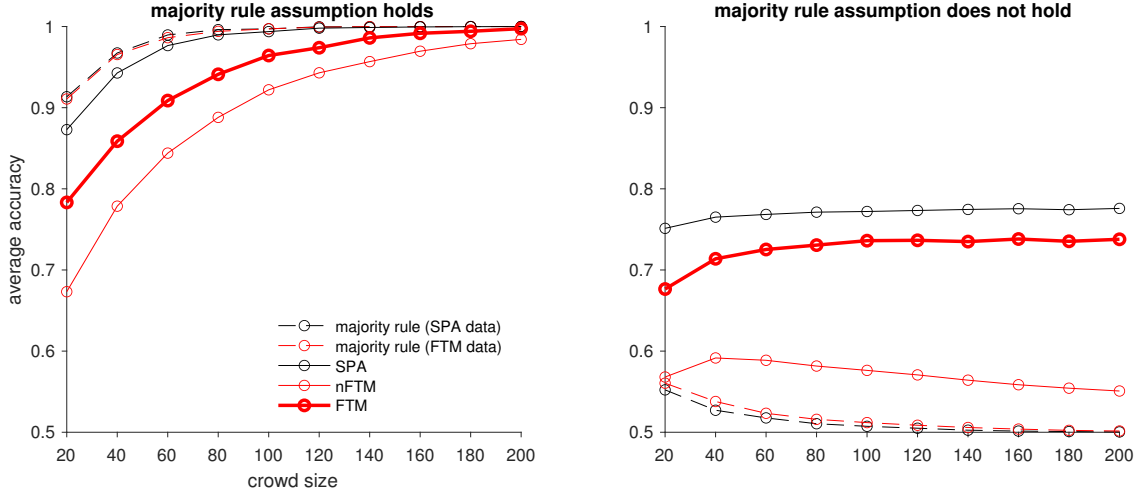 majority rule assumption holds
1
0.9
0.8
0.7
0.6
0.5
average accuracy
20 40 60 80 100 120 140 160 180 200
crowd size
majority rule (SPA data)
majority rule (FTM data)
SPA
nFTM
FTM
majority rule assumption does not hold
1
0.9
0.8
0.7
0.6
0.5
20 40 60 80 100 120 140 160 180 200